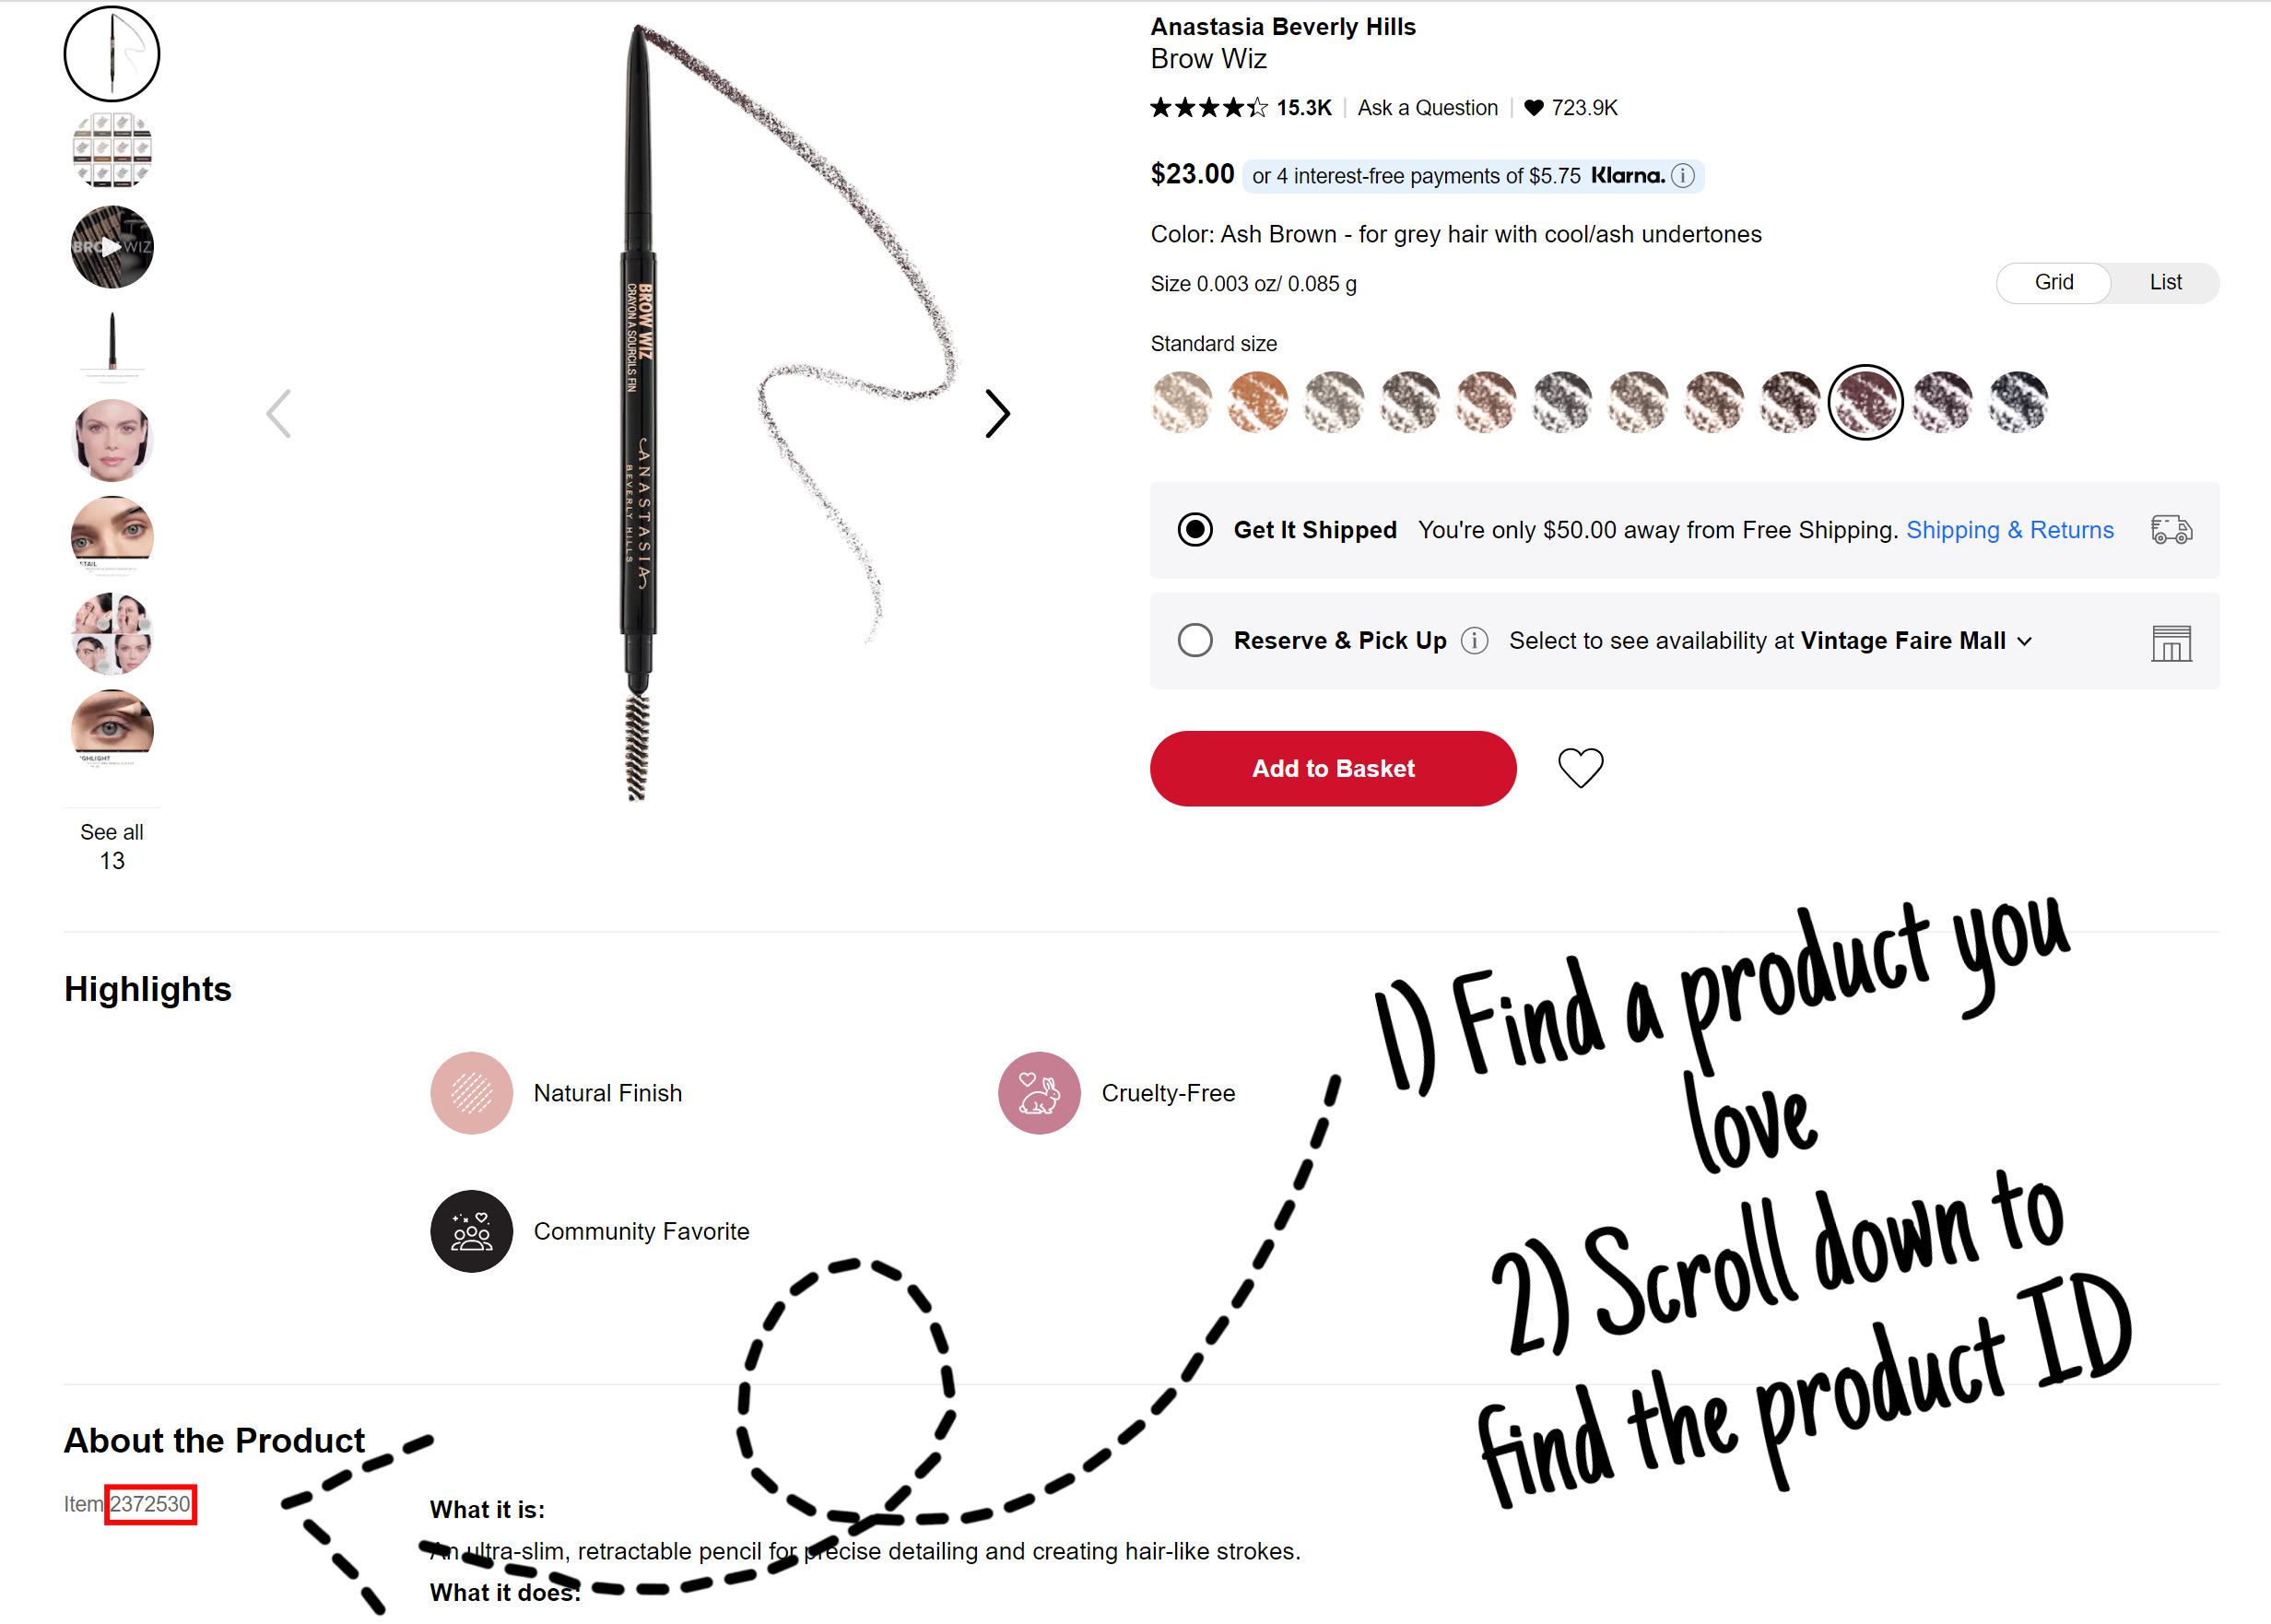 Anastasia Beverly Hills
Brow Wiz
15.3K | Ask a Question | 723.9K
$23.00 or 4 interest-free payments of $5.75 Klarna.
Color: Ash Brown - for grey hair with cool/ash undertones
Size 0.003 oz/ 0.085 g
Grid List
Standard size
Get It Shipped You're only $50.00 away from Free Shipping. Shipping & Returns
Reserve & Pick Up Select to see availability at Vintage Faire Mall
Add to Basket
BROW WIZ
BROW WIZ
CRAYON A SOURCILS FIN
ANASTASIA
BEVERLY HILLS
See all
13
Highlights
Natural Finish
Cruelty-Free
Community Favorite
1) Find a product you
love
2) Scroll down to
find the product ID
About the Product
Item 2372530
What it is:
An ultra-slim, retractable pencil for precise detailing and creating hair-like strokes.
What it does: